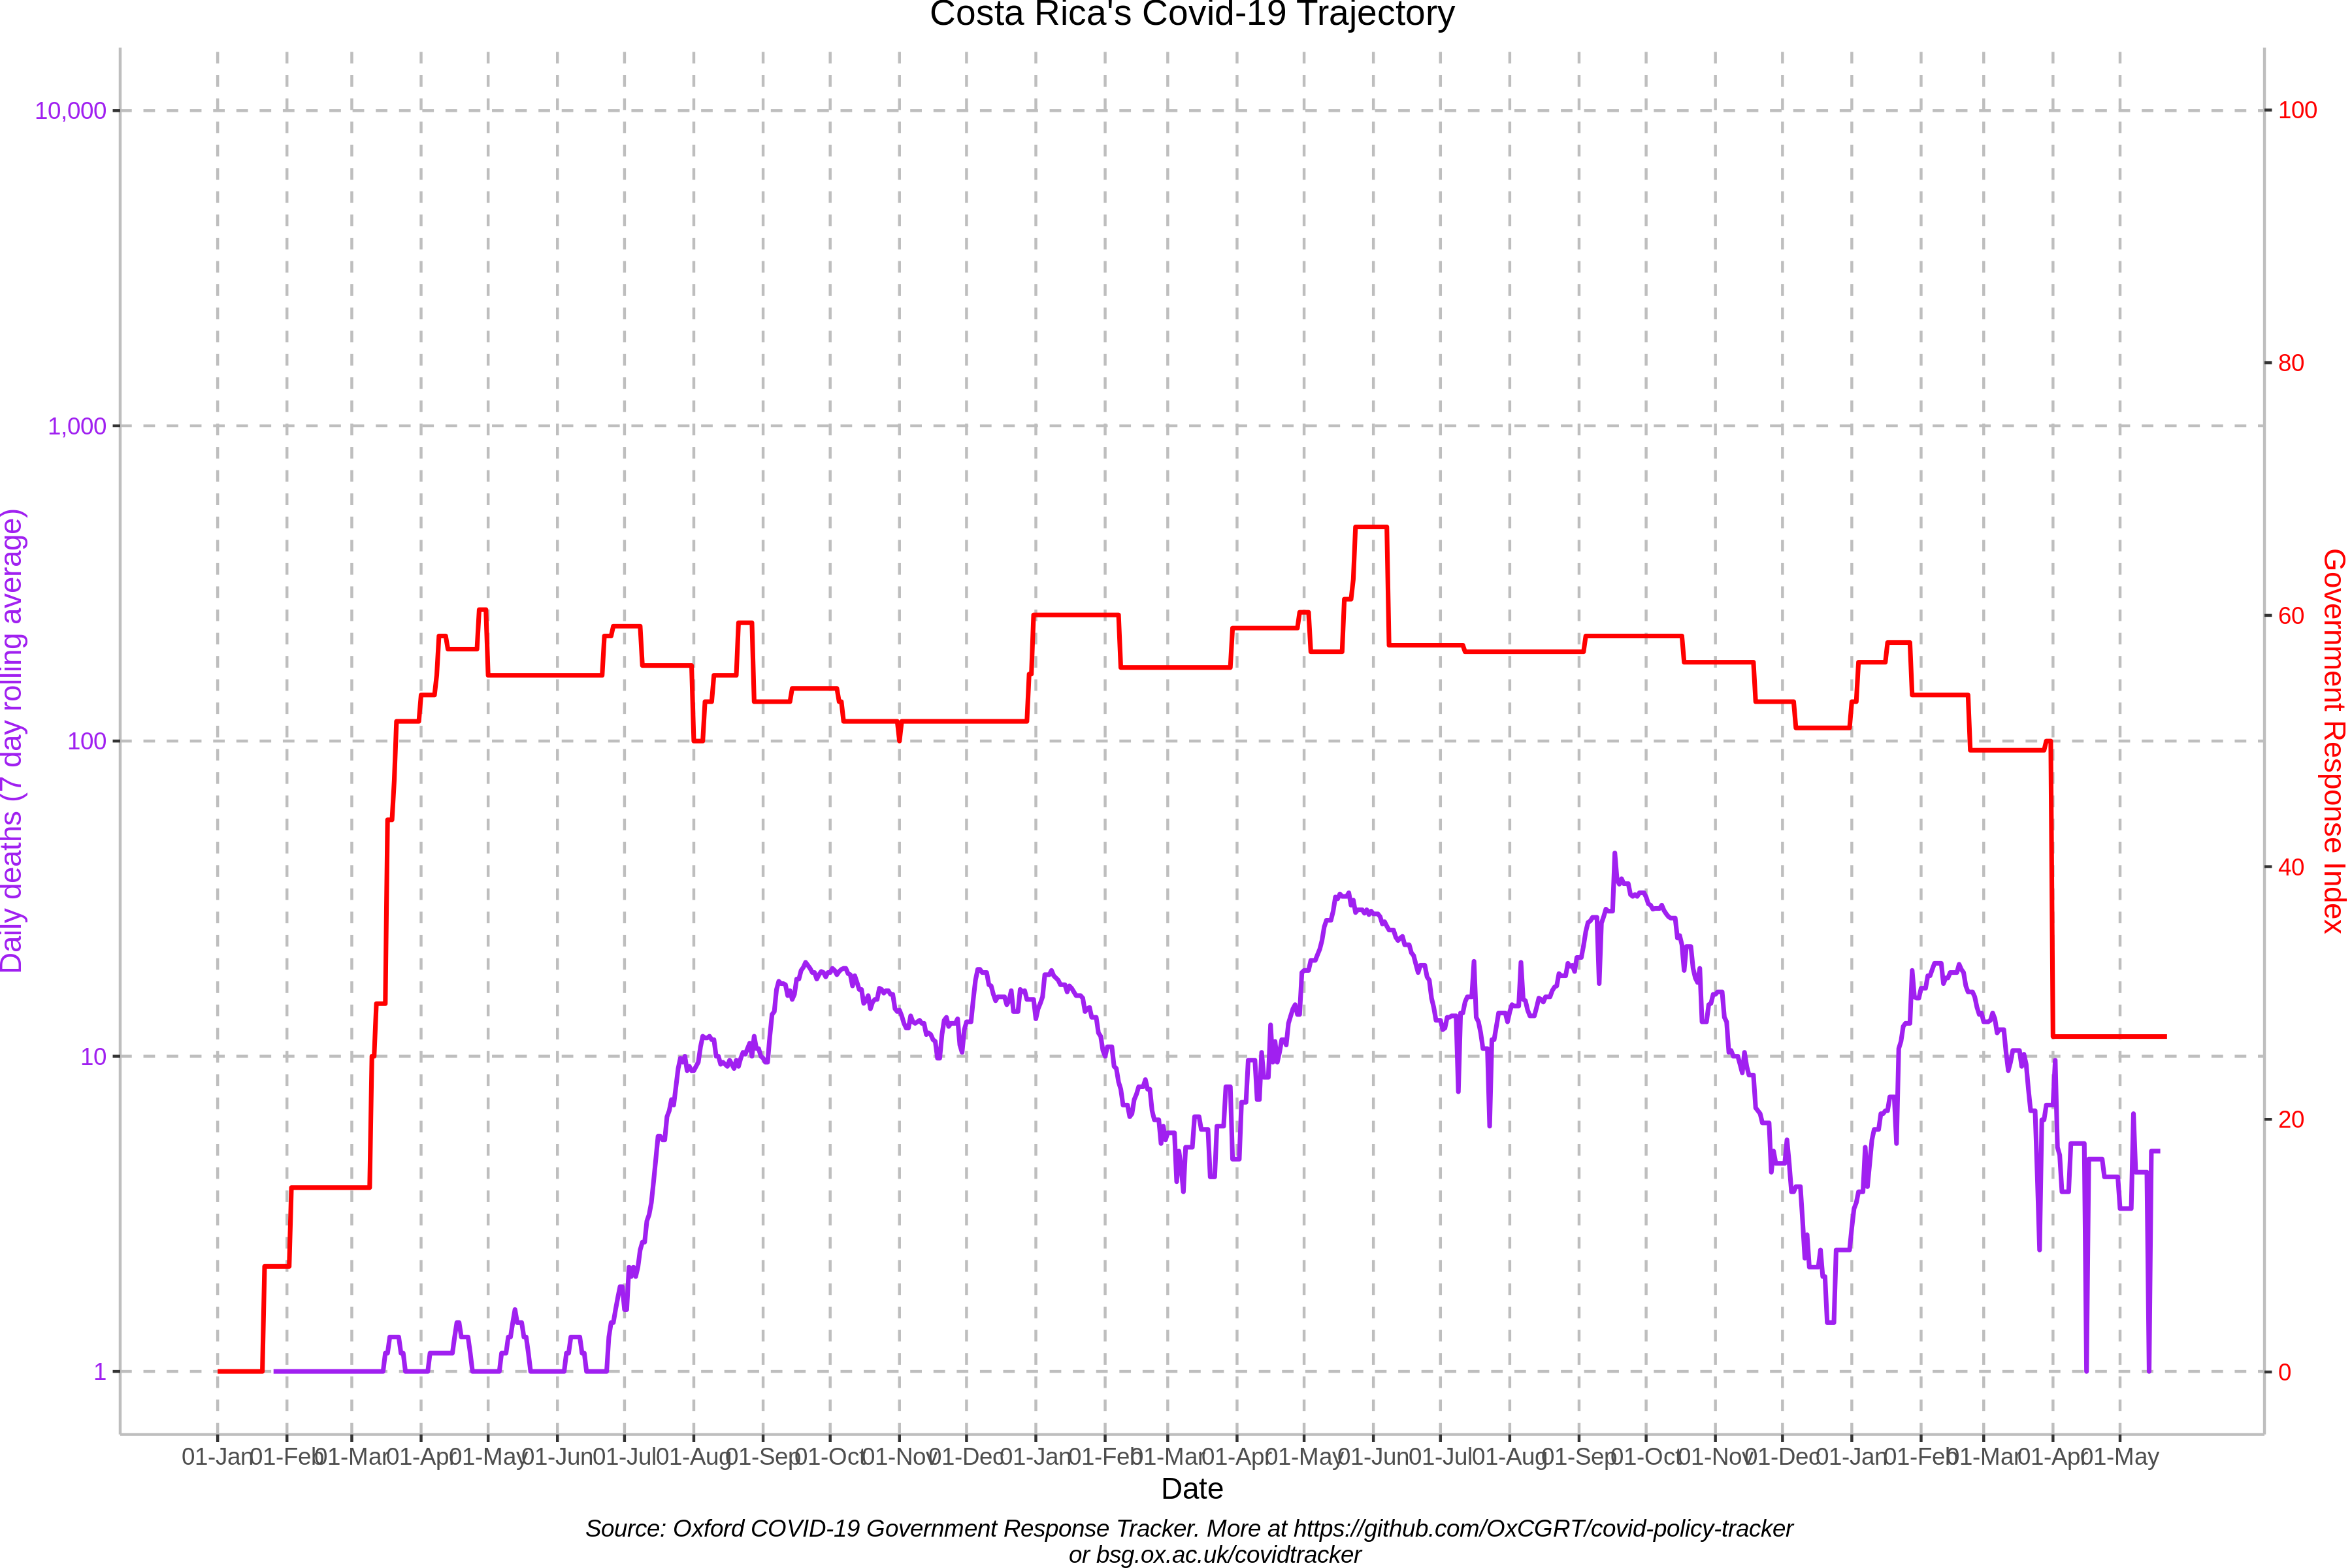 Costa Rica's Covid-19 Trajectory
10,000
1,000
100
10
1
Daily deaths (7 day rolling average)
100
80
60
40
20
0
Government Response Index
01-Jan 01-Feb 01-Mar 01-Apr 01-May 01-Jun 01-Jul 01-Aug 01-Sep 01-Oct 01-Nov 01-Dec 01-Jan 01-Feb 01-Mar 01-Apr 01-May 01-Jun 01-Jul 01-Aug 01-Sep 01-Oct 01-Nov 01-Dec 01-Jan 01-Feb 01-Mar 01-Apr 01-May
Date
Source: Oxford COVID-19 Government Response Tracker. More at https://github.com/OxCGRT/covid-policy-tracker
or bsg.ox.ac.uk/covidtracker